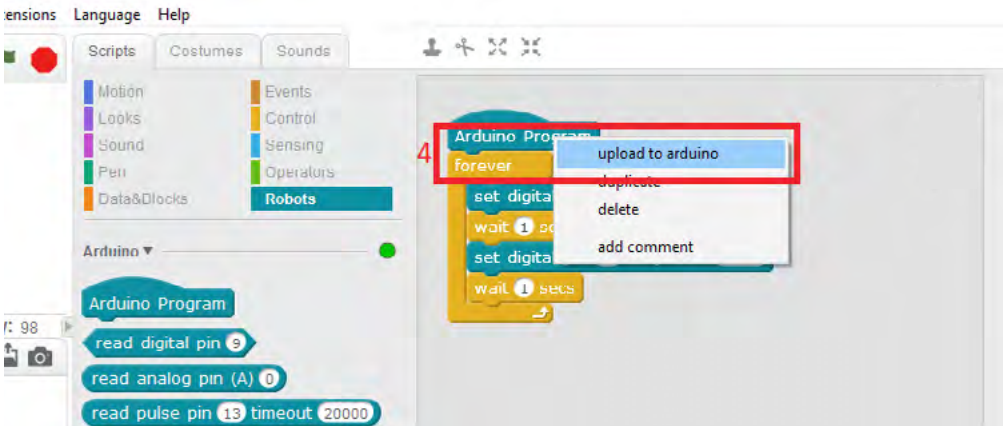 ensions Language Help
Scripts Costumes Sounds
Motion Events
Looks Control
Sound Sensing
Pen Operators
Data&Blocks Robots
Arduino
Arduino Program
read digital pin 9
read analog pin (A) 0
read pulse pin 13 timeout 20000
: 98
4
Arduino Program
forever
set digita
wait 1 se
set digita
wait 1 secs
upload to arduino
duplicate
delete
add comment